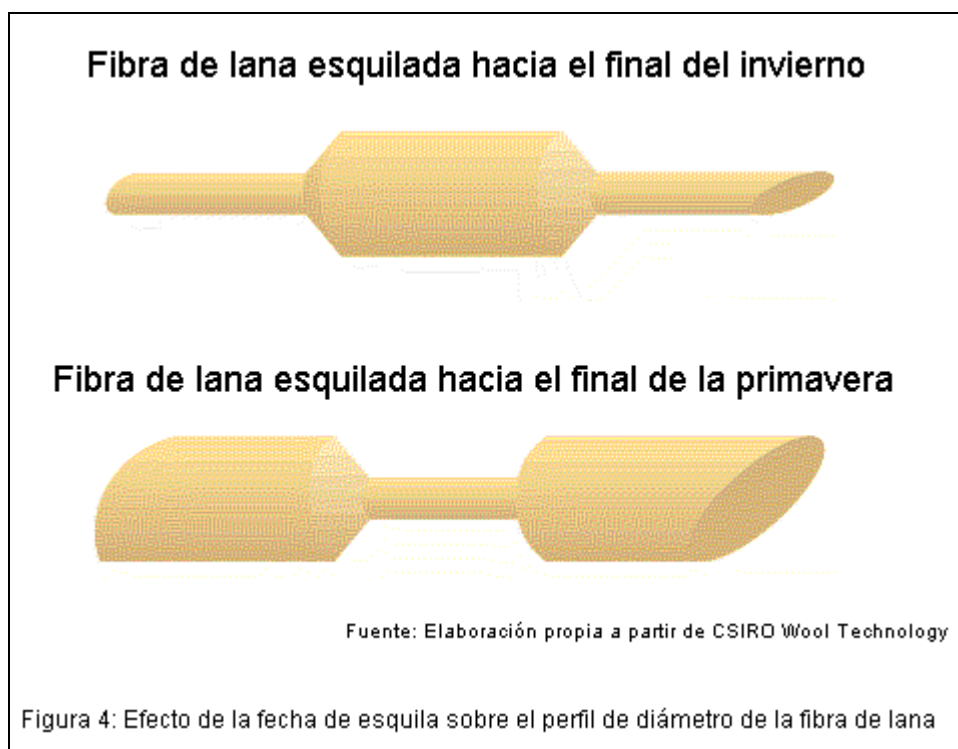 Fibra de lana esquilada hacia el final del invierno
Fibra de lana esquilada hacia el final de la primavera
Fuente: Elaboración propia a partir de CSIRO Wool Technology
Figura 4: Efecto de la fecha de esquila sobre el perfil de diámetro de la fibra de lana